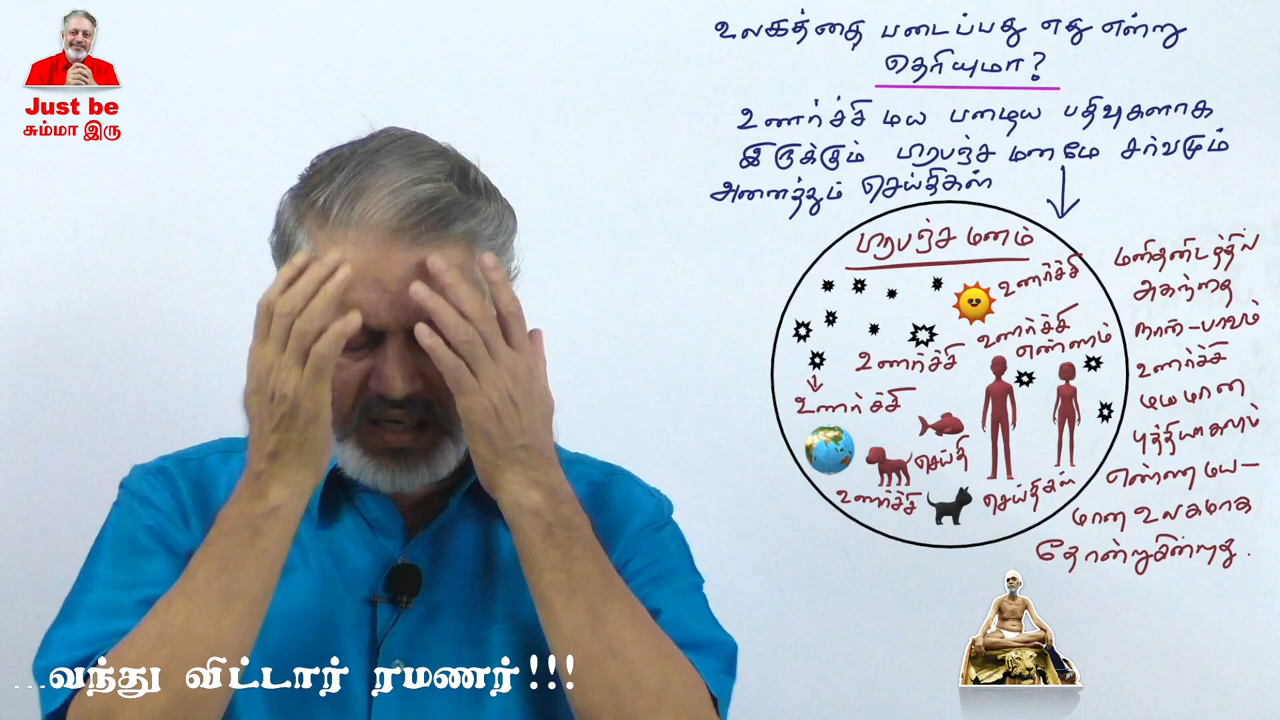 Just be
சும்மா இரு
உலகத்தை படைப்பது எது என்று
தெரியுமா?
உணர்ச்சி மய பழைய பதிவுகளாக
இருக்கும் பிரபஞ்ச மனமே சர்வமும்
அனைத்தும் செய்திகள்
பிரபஞ்ச மனம்
உணர்ச்சி
உணர்ச்சி
எண்ணம்
உணர்ச்சி
உணர்ச்சி
செய்தி
உணர்ச்சி
செய்திகள்
மனிதனிடத்தில்
அகந்தை
நான்-பாவம்
உணர்ச்சி
மயமான
புத்தியாகவும்
எண்ண மய-
மான உலகமாக
தோன்றுகின்றது.
...வந்து விட்டார் ரமணர்!!!